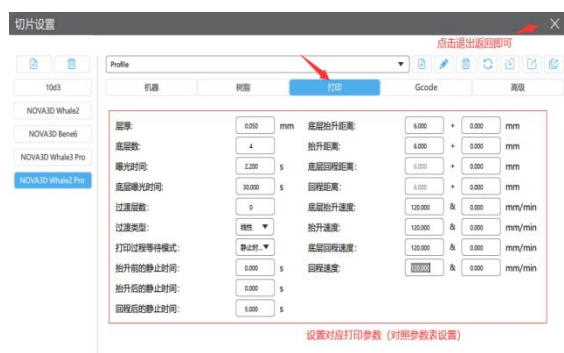 切片设置
点击退出返回即可
Profile
10d3
机器 树脂 打印 Gcode 高级
NOVA3D Whale2
NOVA3D Bene6
NOVA3D Whale3 Pro
NOVA3D Whale2 Pro
层厚: 0.050 mm 底层抬升距离: 6.000 + 0.000 mm
底层数: 4 抬升距离: 6.000 + 0.000 mm
曝光时间: 2.200 s 底层回程距离: 6.000 + 0.000 mm
底层曝光时间: 30.000 s 回程距离: 6.000 + 0.000 mm
过渡层数: 0 底层抬升速度: 120.000 & 0.000 mm/min
过渡类型: 线性 抬升速度: 120.000 & 0.000 mm/min
打印过程等待模式: 静止时... 底层回程速度: 120.000 & 0.000 mm/min
抬升前的静止时间: 0.000 s 回程速度: 120.000 & 0.000 mm/min
抬升后的静止时间: 0.000 s
回程后的静止时间: 5.000 s
设置对应打印参数（对照参数表设置）